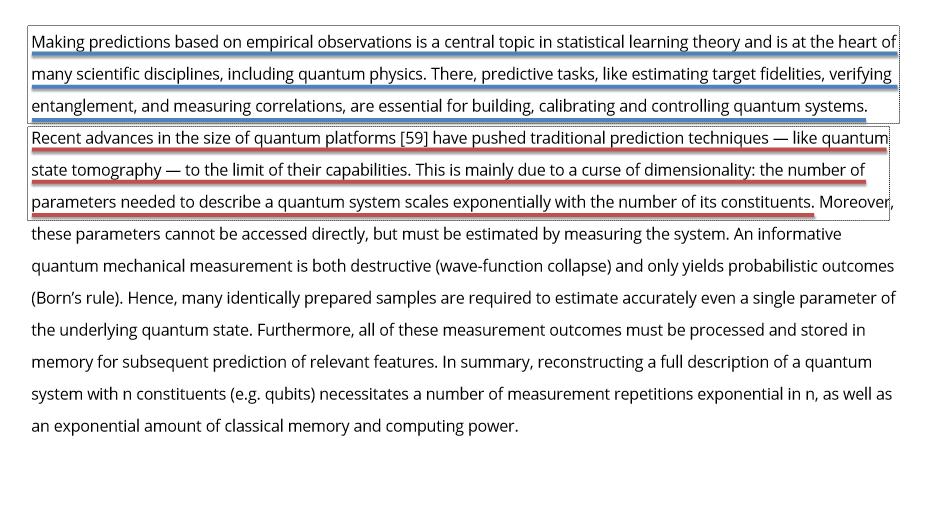 Making predictions based on empirical observations is a central topic in statistical learning theory and is at the heart of
many scientific disciplines, including quantum physics. There, predictive tasks, like estimating target fidelities, verifying
entanglement, and measuring correlations, are essential for building, calibrating and controlling quantum systems.
Recent advances in the size of quantum platforms [59] have pushed traditional prediction techniques — like quantum
state tomography — to the limit of their capabilities. This is mainly due to a curse of dimensionality: the number of
parameters needed to describe a quantum system scales exponentially with the number of its constituents. Moreover,
these parameters cannot be accessed directly, but must be estimated by measuring the system. An informative
quantum mechanical measurement is both destructive (wave-function collapse) and only yields probabilistic outcomes
(Born’s rule). Hence, many identically prepared samples are required to estimate accurately even a single parameter of
the underlying quantum state. Furthermore, all of these measurement outcomes must be processed and stored in
memory for subsequent prediction of relevant features. In summary, reconstructing a full description of a quantum
system with n constituents (e.g. qubits) necessitates a number of measurement repetitions exponential in n, as well as
an exponential amount of classical memory and computing power.